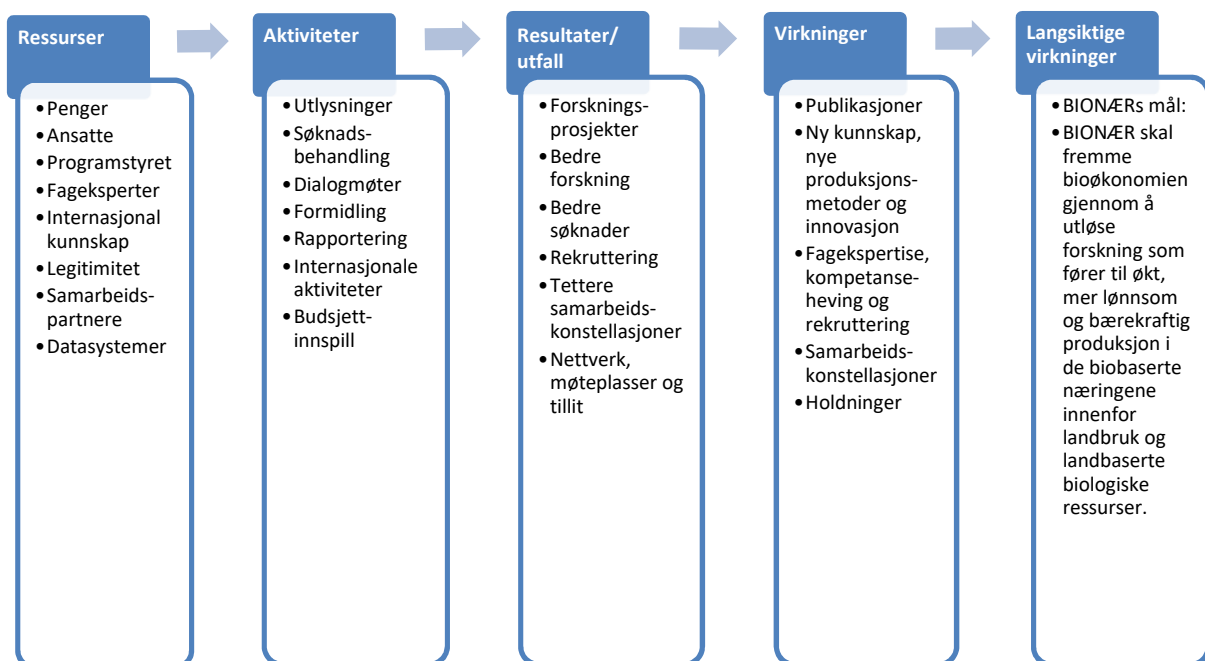 Ressurser
•Penger
•Ansatte
•Programstyret
•Fageksperter
•Internasjonal
kunnskap
•Legitimitet
•Samarbeids-
partnere
•Datasystemer
Aktiviteter
•Utlysninger
•Søknads-
behandling
•Dialogmøter
•Formidling
•Rapportering
•Internasjonale
aktiviteter
•Budsjett-
innspill
Resultater/
utfall
•Forsknings-
prosjekter
•Bedre
forskning
•Bedre
søknader
•Rekruttering
•Tettere
samarbeids-
konstellasjoner
•Nettverk,
møteplasser og
tillit
Virkninger
•Publikasjoner
•Ny kunnskap,
nye
produksjons-
metoder og
innovasjon
•Fagekspertise,
kompetanse-
heving og
rekruttering
•Samarbeids-
konstellasjoner
•Holdninger
Langsiktige
virkninger
•BIONÆRs mål:
•BIONÆR skal
fremme
bioøkonomien
gjennom å
utløse
forskning som
fører til økt,
mer lønnsom
og bærekraftig
produksjon i
de biobaserte
næringene
innenfor
landbruk og
landbaserte
biologiske
ressurser.